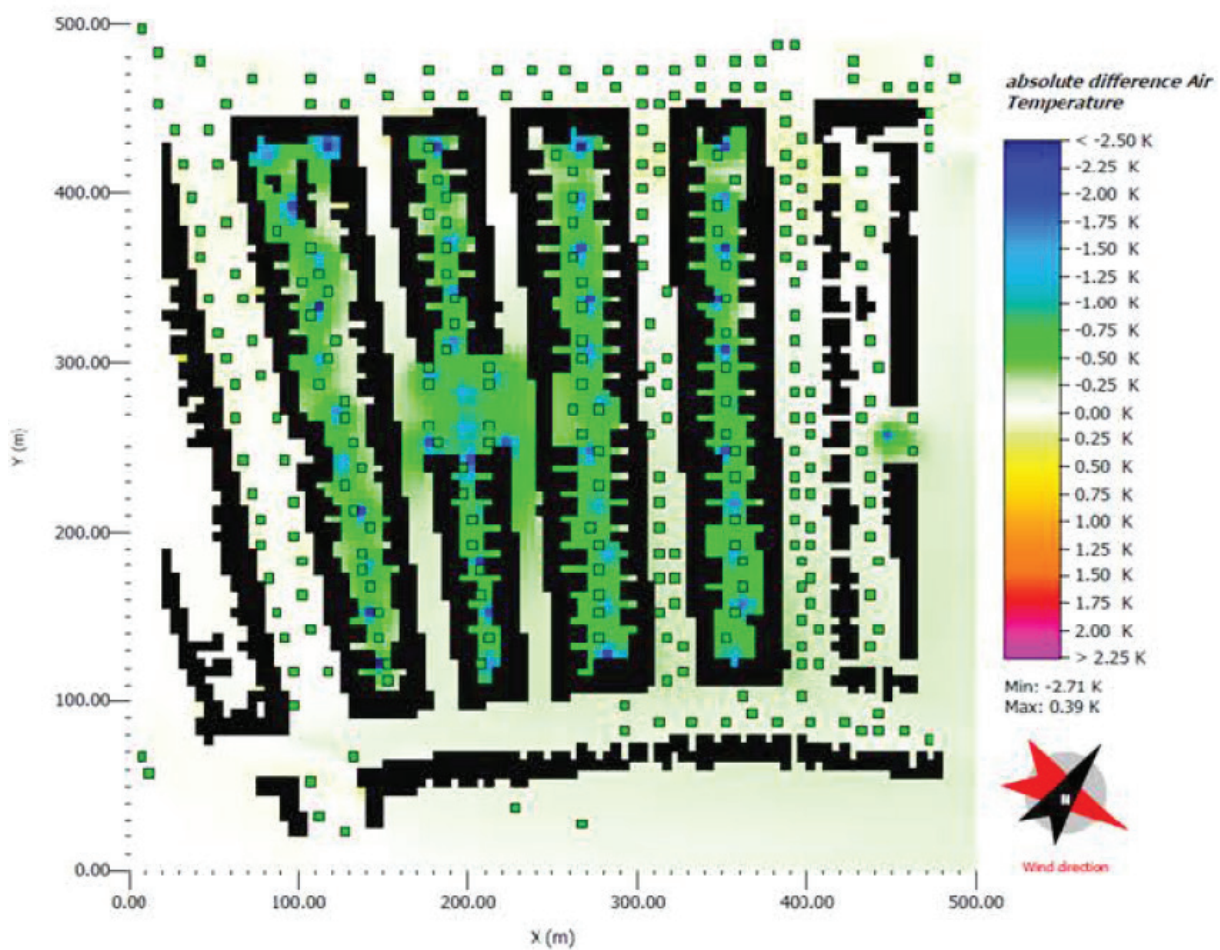 500.00
400.00
300.00
200.00
100.00
0.00
Y (m)
0.00 100.00 200.00 300.00 400.00 500.00
X (m)
absolute difference Air
Temperature
< -2.50 K
-2.25 K
-2.00 K
-1.75 K
-1.50 K
-1.25 K
-1.00 K
-0.75 K
-0.50 K
-0.25 K
0.00 K
0.25 K
0.50 K
0.75 K
1.00 K
1.25 K
1.50 K
1.75 K
2.00 K
> 2.25 K
Min: -2.71 K
Max: 0.39 K
Wind direction